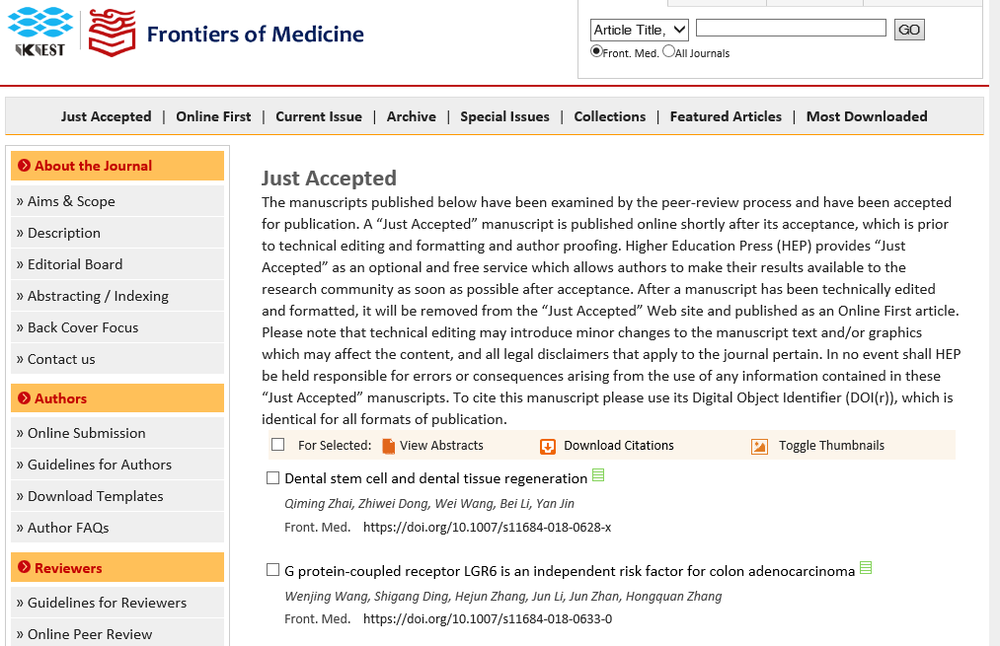 IKCEST
Frontiers of Medicine
Article Title,
GO
Front. Med.
All Journals
Just Accepted | Online First | Current Issue | Archive | Special Issues | Collections | Featured Articles | Most Downloaded
About the Journal
» Aims & Scope
» Description
» Editorial Board
» Abstracting / Indexing
» Back Cover Focus
» Contact us
Authors
» Online Submission
» Guidelines for Authors
» Download Templates
» Author FAQs
Reviewers
» Guidelines for Reviewers
» Online Peer Review
Just Accepted
The manuscripts published below have been examined by the peer-review process and have been accepted
for publication. A “Just Accepted” manuscript is published online shortly after its acceptance, which is prior
to technical editing and formatting and author proofing. Higher Education Press (HEP) provides “Just
Accepted” as an optional and free service which allows authors to make their results available to the
research community as soon as possible after acceptance. After a manuscript has been technically edited
and formatted, it will be removed from the “Just Accepted” Web site and published as an Online First article.
Please note that technical editing may introduce minor changes to the manuscript text and/or graphics
which may affect the content, and all legal disclaimers that apply to the journal pertain. In no event shall HEP
be held responsible for errors or consequences arising from the use of any information contained in these
“Just Accepted” manuscripts. To cite this manuscript please use its Digital Object Identifier (DOI(r)), which is
identical for all formats of publication.
For Selected: View Abstracts Download Citations Toggle Thumbnails
Dental stem cell and dental tissue regeneration
Qiming Zhai, Zhiwei Dong, Wei Wang, Bei Li, Yan Jin
Front. Med. https://doi.org/10.1007/s11684-018-0628-x
G protein-coupled receptor LGR6 is an independent risk factor for colon adenocarcinoma
Wenjing Wang, Shigang Ding, Hejun Zhang, Jun Li, Jun Zhan, Hongquan Zhang
Front. Med. https://doi.org/10.1007/s11684-018-0633-0